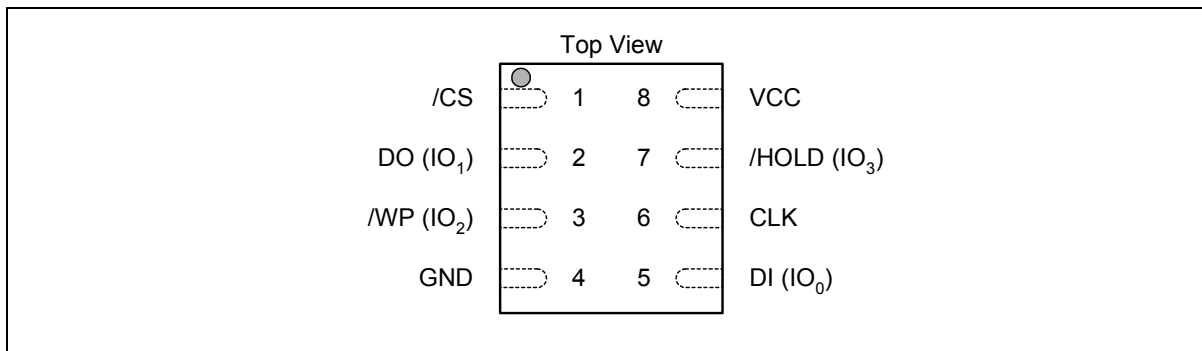 Top View
/CS 1 8 VCC
DO (IO₁) 2 7 /HOLD (IO₃)
/WP (IO₂) 3 6 CLK
GND 4 5 DI (IO₀)